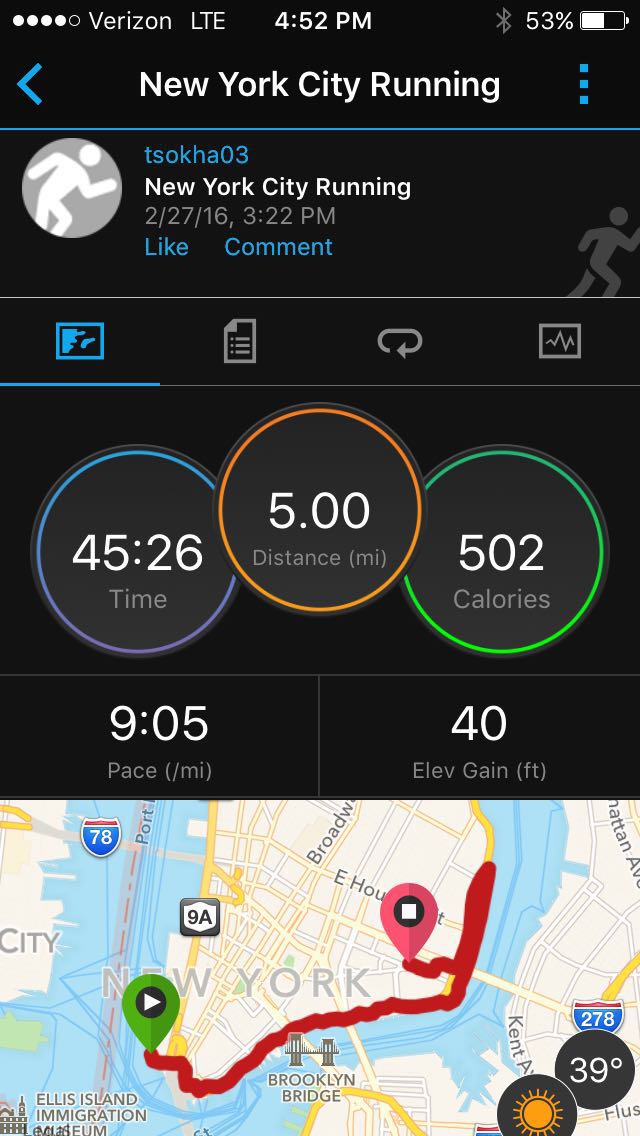 Verizon LTE 4:52 PM 53%
New York City Running
tsokha03
New York City Running
2/27/16, 3:22 PM
Like Comment
45:26
Time
5.00
Distance (mi)
502
Calories
9:05
Pace (/mi)
40
Elev Gain (ft)
78
Port
Broadw
hattan Av
E Hou
t
9A
CITY
NEW YORK
278
Kent A
39°
BROOKLYN
BRIDGE
ELLIS ISLAND
IMMIGRATION
MUSEUM
Legal
Flus